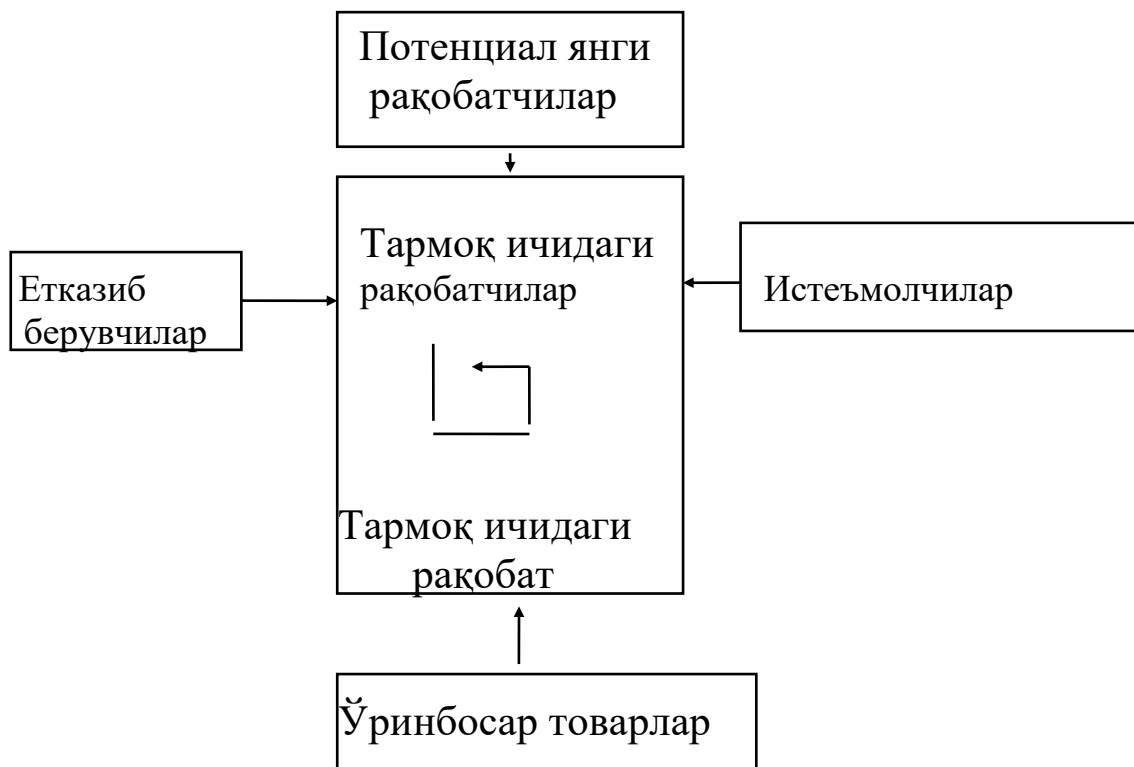 Потенциал янги
рақобатчилар
Тармоқ ичидаги
рақобатчилар
Етказиб
берувчилар
Истеъмолчилар
Тармоқ ичидаги
рақобат
Ўринбосар товарлар